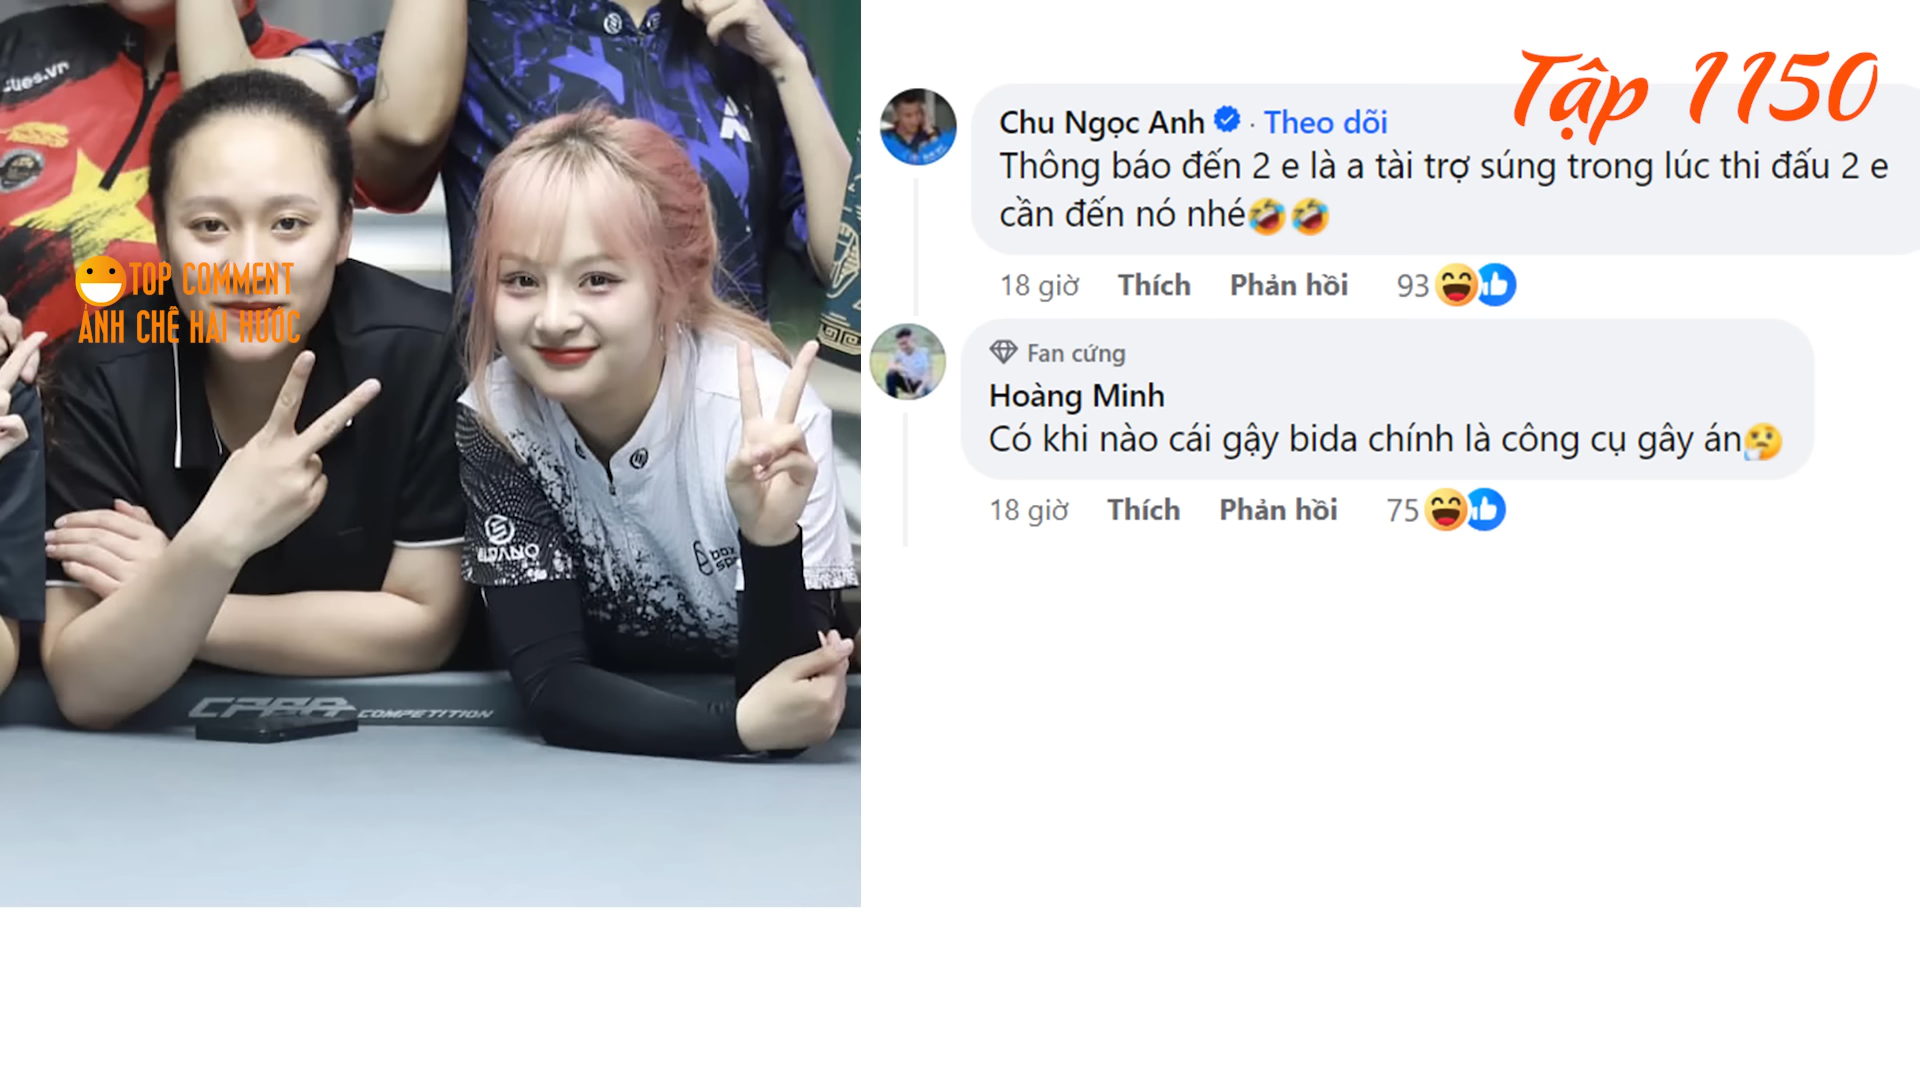 Tập 1150
cues.vn
TOP COMMENT
ẢNH CHẾ HÀI HƯỚC
CPBA COMPETITION
Chu Ngọc Anh · Theo dõi
Thông báo đến 2 e là a tài trợ súng trong lúc thi đấu 2 e
cần đến nó nhé🤣🤣
18 giờ Thích Phản hồi 93
Fan cứng
Hoàng Minh
Có khi nào cái gậy bida chính là công cụ gây án🤔
18 giờ Thích Phản hồi 75